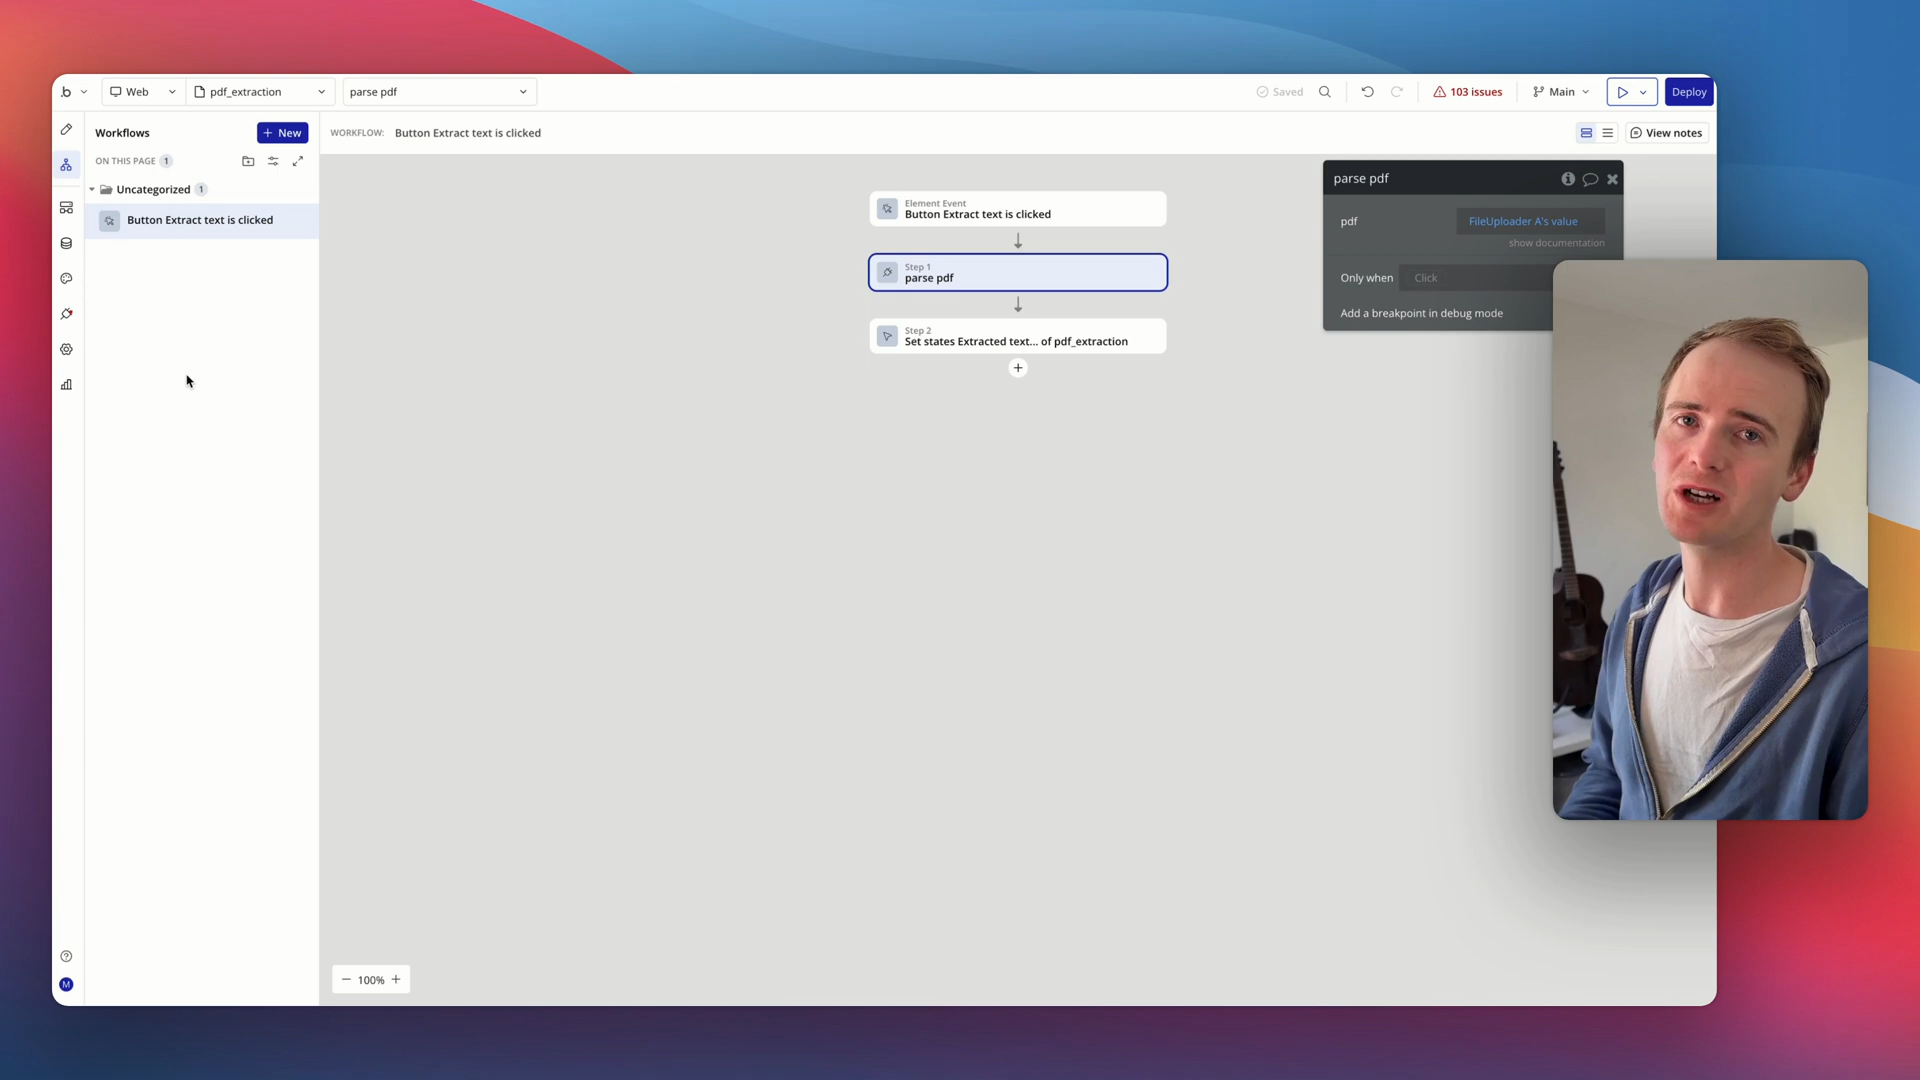 Web
pdf_extraction
parse pdf
Saved
103 issues
Main
Deploy
Workflows
+ New
WORKFLOW: Button Extract text is clicked
View notes
ON THIS PAGE 1
Uncategorized 1
Button Extract text is clicked
Element Event
Button Extract text is clicked
Step 1
parse pdf
Step 2
Set states Extracted text... of pdf_extraction
parse pdf
pdf
FileUploader A's value
show documentation
Only when
Click
Add a breakpoint in debug mode
M
100%